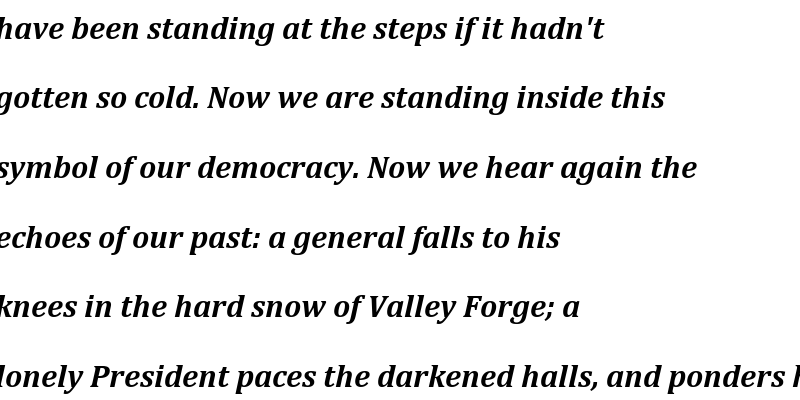 have been standing at the steps if it hadn't
gotten so cold. Now we are standing inside this
symbol of our democracy. Now we hear again the
echoes of our past: a general falls to his
knees in the hard snow of Valley Forge; a
lonely President paces the darkened halls, and ponders